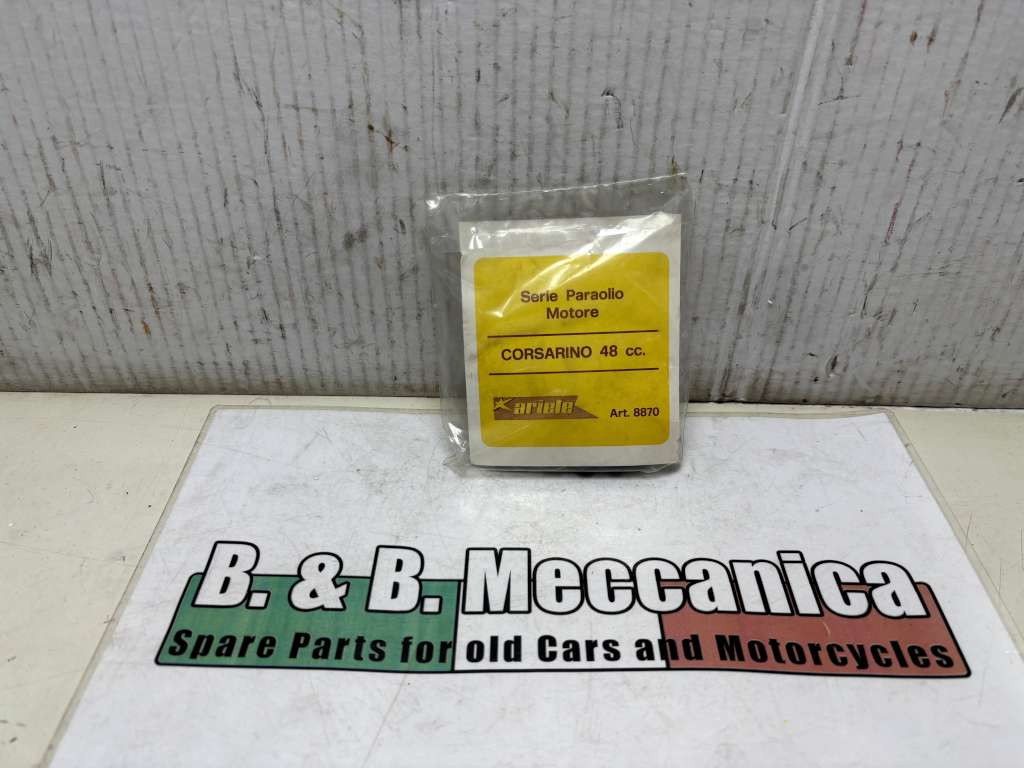 Serie Paraolio
Motore
CORSARINO 48 cc.
ariete
Art. 8870
B. & B. Meccanica
Spare Parts for old Cars and Motorcycles